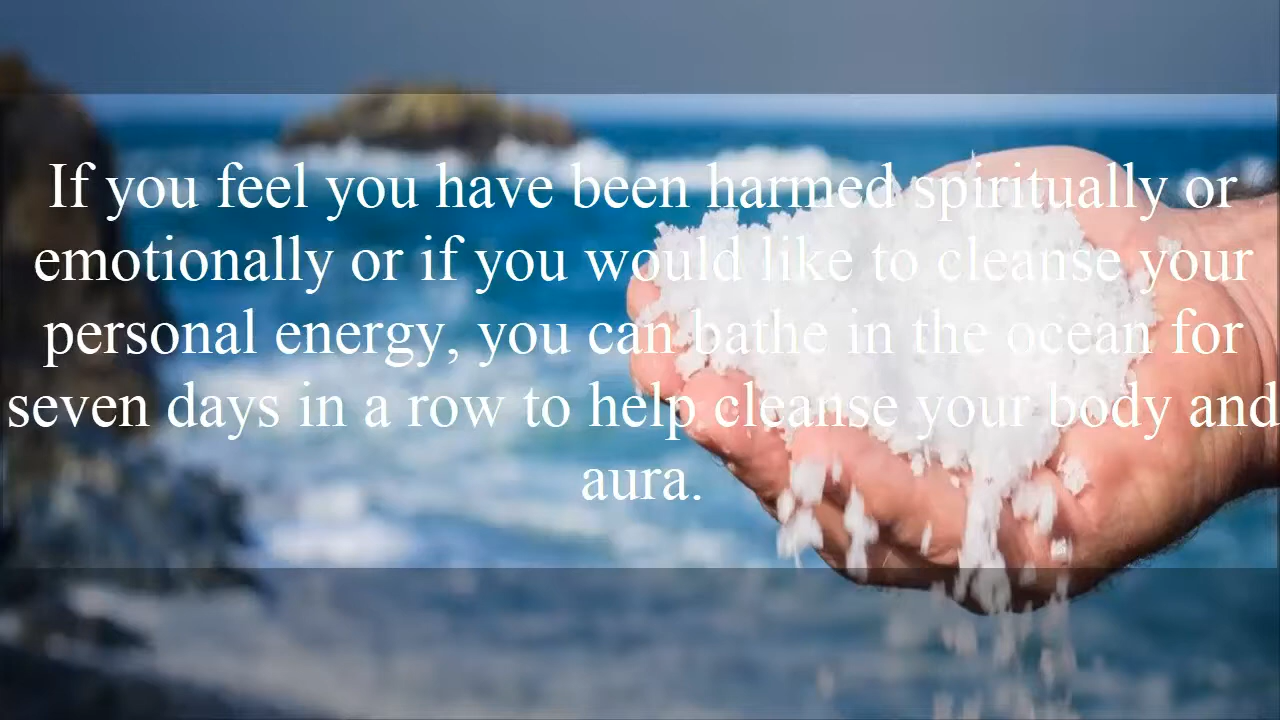 If you feel you have been harmed spiritually or
emotionally or if you would like to cleanse your
personal energy, you can bathe in the ocean for
seven days in a row to help cleanse your body and
aura.